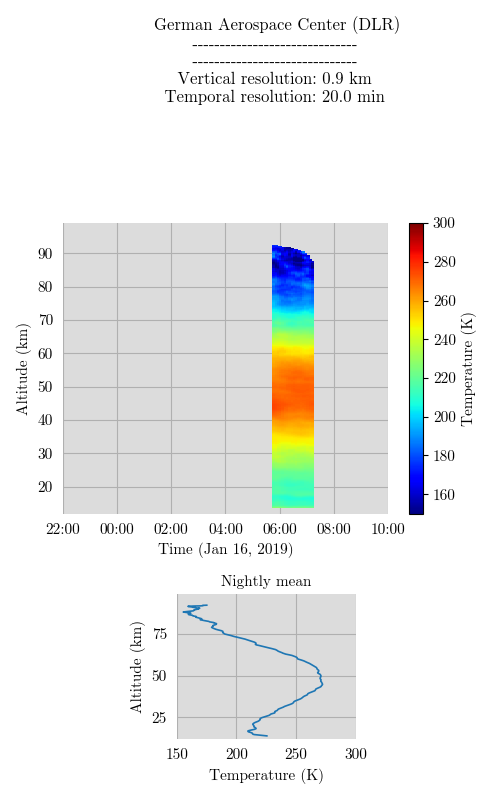 German Aerospace Center (DLR)
------------------------------
------------------------------
Vertical resolution: 0.9 km
Temporal resolution: 20.0 min
90
80
70
60
50
40
30
20
Altitude (km)
22:00 00:00 02:00 04:00 06:00 08:00 10:00
Time (Jan 16, 2019)
300
280
260
240
220
200
180
160
Temperature (K)
Nightly mean
75
50
25
Altitude (km)
150 200 250 300
Temperature (K)